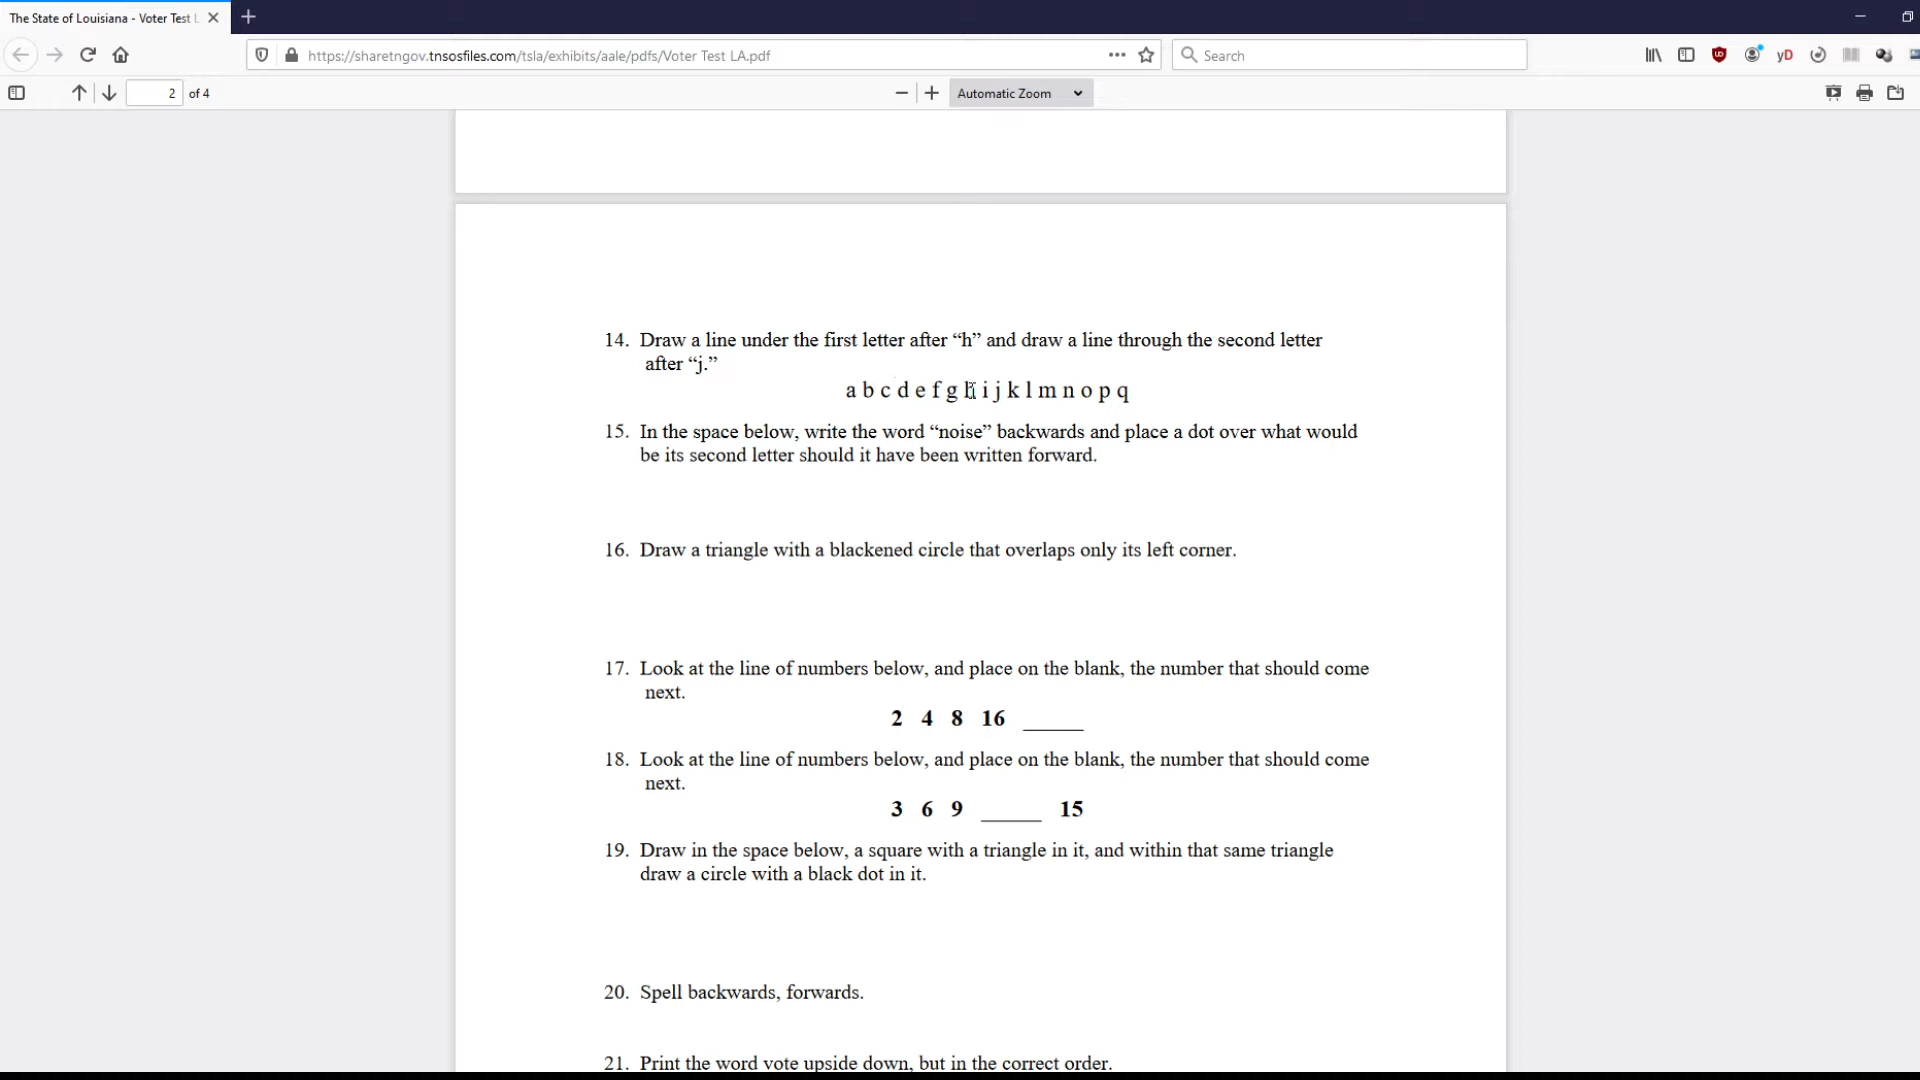 The State of Louisiana - Voter Test L
https://sharetngov.tnsosfiles.com/tsla/exhibits/aale/pdfs/Voter Test LA.pdf
Search
yD
2 of 4
Automatic Zoom
14. Draw a line under the first letter after “h” and draw a line through the second letter
after “j.”
a b c d e f g h i j k l m n o p q
15. In the space below, write the word “noise” backwards and place a dot over what would
be its second letter should it have been written forward.
16. Draw a triangle with a blackened circle that overlaps only its left corner.
17. Look at the line of numbers below, and place on the blank, the number that should come
next.
2 4 8 16 _____
18. Look at the line of numbers below, and place on the blank, the number that should come
next.
3 6 9 _____ 15
19. Draw in the space below, a square with a triangle in it, and within that same triangle
draw a circle with a black dot in it.
20. Spell backwards, forwards.
21. Print the word vote upside down, but in the correct order.